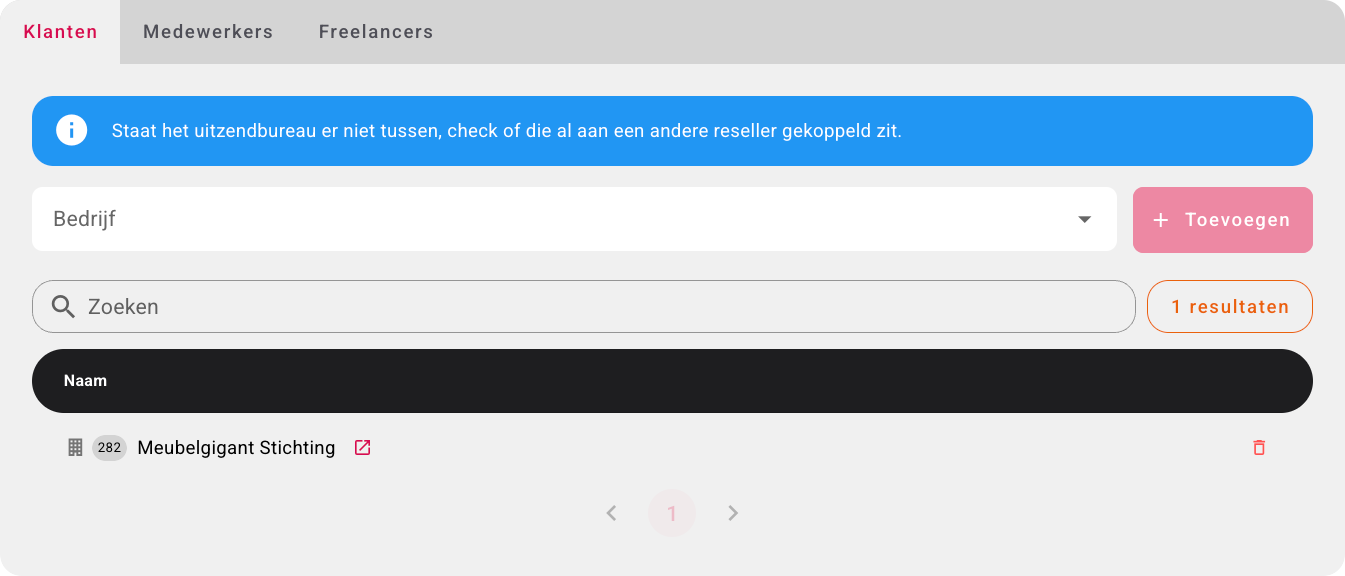 Klanten Medewerkers Freelancers
Staat het uitzendbureau er niet tussen, check of die al aan een andere reseller gekoppeld zit.
Bedrijf
+ Toevoegen
Zoeken
1 resultaten
Naam
282 Meubelgigant Stichting
1